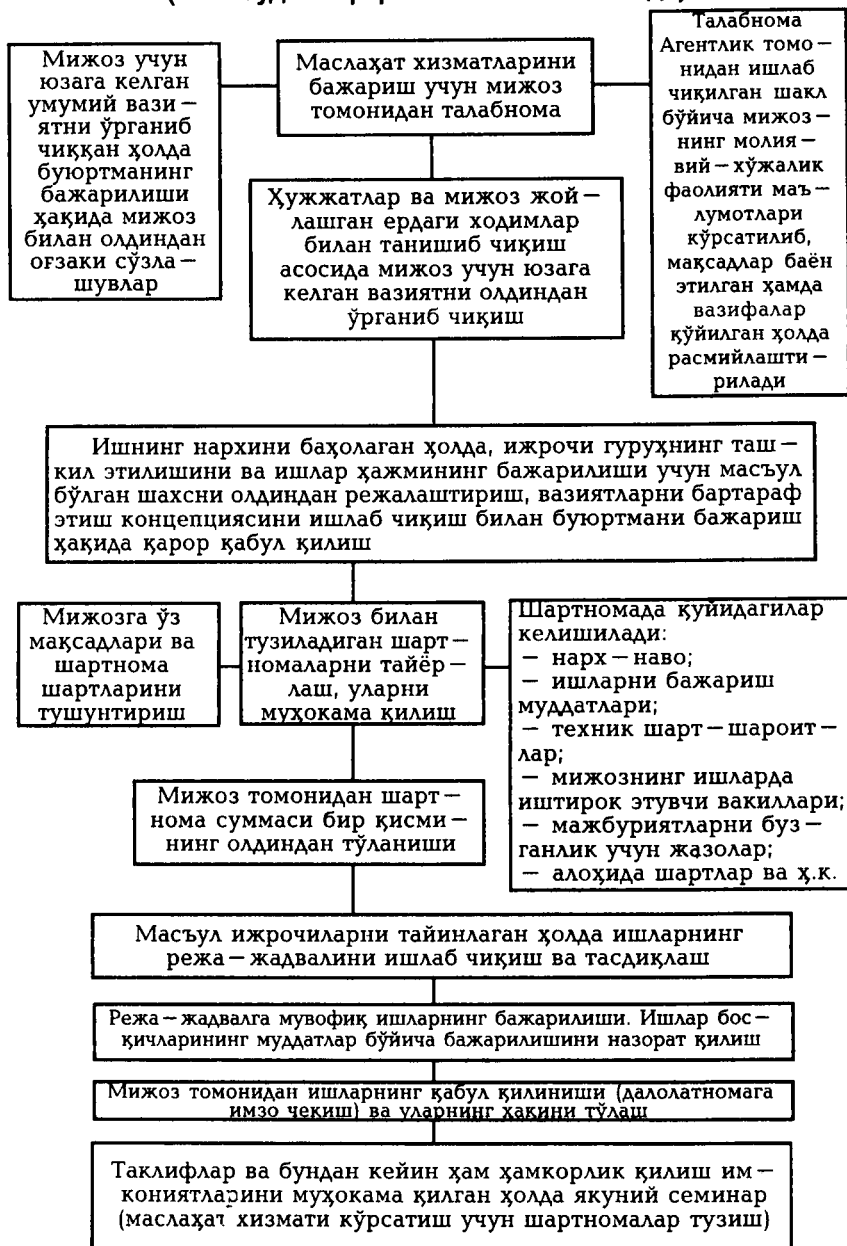 Мижоз учун
юзага келган
умумий вази—
ятни ўрганиб
чиққан ҳолда
буюртманинг
бажарилиши
ҳақида мижоз
билан олдиндан
оғзаки сўзла—
шувлар
Маслаҳат хизматларини
бажариш учун мижоз
томонидан талабнома
Талабнома
Агентлик томо—
нидан ишлаб
чиқилган шакл
бўйича мижоз—
нинг молия—
вий—хўжалик
фаолияти маъ—
лумотлари
кўрсатилиб,
мақсадлар баён
этилган ҳамда
вазифалар
қўйилган ҳолда
расмийлашти—
рилади
Ҳужжатлар ва мижоз жой—
лашган ердаги ходимлар
билан танишиб чиқиш
асосида мижоз учун юзага
келган вазиятни олдиндан
ўрганиб чиқиш
Ишнинг нархини баҳолаган ҳолда, ижрочи гуруҳнинг таш—
кил этилишини ва ишлар ҳажмининг бажарилиши учун масъул
бўлган шахсни олдиндан режалаштириш, вазиятларни бартараф
этиш концепциясини ишлаб чиқиш билан буюртмани бажариш
ҳақида қарор қабул қилиш
Мижозга ўз
мақсадлари ва
шартнома
шартларини
тушунтириш
Мижоз билан
тузиладиган шарт—
номаларни тайёр—
лаш, уларни
муҳокама қилиш
Шартномада қуйидагилар
келишилади:
— нарх—наво;
— ишларни бажариш
муддатлари;
— техник шарт—шароит—
лар;
— мижознинг ишларда
иштирок этувчи вакиллари;
— мажбуриятларни буз—
ганлик учун жазолар;
— алоҳида шартлар ва ҳ.к.
Мижоз томонидан шарт—
нома суммаси бир қисми—
нинг олдиндан тўланиши
Масъул ижрочиларни тайинлаган ҳолда ишларнинг
режа—жадвалини ишлаб чиқиш ва тасдиқлаш
Режа—жадвалга мувофиқ ишларнинг бажарилиши. Ишлар бос—
қичларининг муддатлар бўйича бажарилишини назорат қилиш
Мижоз томонидан ишларнинг қабул қилиниши (далолатномага
имзо чекиш) ва уларнинг ҳақини тўлаш
Таклифлар ва бундан кейин ҳам ҳамкорлик қилиш им—
кониятларини муҳокама қилган ҳолда якуний семинар
(маслаҳат хизмати кўрсатиш учун шартномалар тузиш)